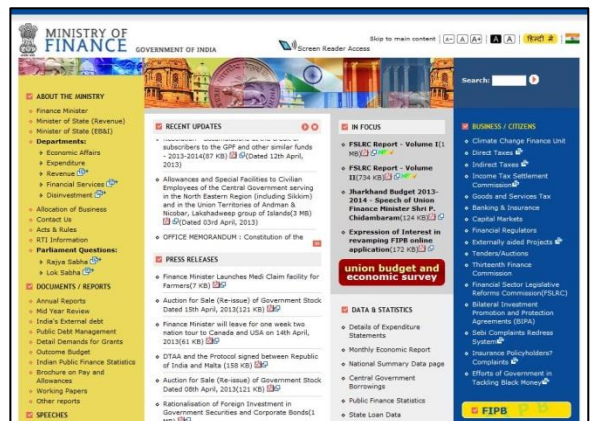 MINISTRY OF
FINANCE GOVERNMENT OF INDIA
Screen Reader Access
Skip to main content | A- A A+ | A A | हिन्दी में |
Search:
ABOUT THE MINISTRY
Finance Minister
Minister of State (Revenue)
Minister of State (EB&I)
Departments:
Economic Affairs
Expenditure
Revenue
Financial Services
Disinvestment
Allocation of Business
Contact Us
Acts & Rules
RTI Information
Parliament Questions:
Rajya Sabha
Lok Sabha
DOCUMENTS / REPORTS
Annual Reports
Mid Year Review
India's External debt
Public Debt Management
Detail Demands for Grants
Outcome Budget
Indian Public Finance Statistics
Brochure on Pay and
Allowances
Working Papers
Other reports
SPEECHES
RECENT UPDATES
subscribers to the GPF and other similar funds
- 2013-2014(87 KB) (Dated 12th April,
2013)
Allowances and Special Facilities to Civilian
Employees of the Central Government serving
in the North Eastern Region (including Sikkim)
and in the Union Territories of Andman &
Nicobar, Lakshadweep group of Islands(3 MB)
(Dated 03rd April, 2013)
OFFICE MEMORANDUM : Constitution of the
PRESS RELEASES
Finance Minister Launches Medi Claim facility for
Farmers(7 KB)
Auction for Sale (Re-issue) of Government Stock
Dated 15th April, 2013(121 KB)
Finance Minister will leave for one week two
nation tour to Canada and USA on 14th April,
2013(61 KB)
DTAA and the Protocol signed between Republic
of India and Malta (158 KB)
Auction for Sale (Re-issue) of Government Stock
Dated 08th April, 2013(121 KB)
Rationalisation of Foreign Investment in
Government Securities and Corporate Bonds(1
IN FOCUS
FSLRC Report - Volume I(1
MB)
FSLRC Report - Volume
II(734 KB)
Jharkhand Budget 2013-
2014 - Speech of Union
Finance Minister Shri P.
Chidambaram(124 KB)
Expression of Interest in
revamping FIPB online
application(172 KB)
union budget and
economic survey
DATA & STATISTICS
Details of Expenditure
Statements
Monthly Economic Report
National Summary Data page
Central Government
Borrowings
Public Finance Statistics
State Loan Data
BUSINESS / CITIZENS
Climate Change Finance Unit
Direct Taxes
Indirect Taxes
Income Tax Settlement
Commission
Goods and Services Tax
Banking & Insurance
Capital Markets
Financial Regulators
Externally aided Projects
Tenders/Auctions
Thirteenth Finance
Commission
Financial Sector Legislative
Reforms Commission(FSLRC)
Bilateral Investment
Promotion and Protection
Agreements (BIPA)
Sebi Complaints Redress
System
Insurance Policyholders?
Complaints
Efforts of Government in
Tackling Black Money
FIPB